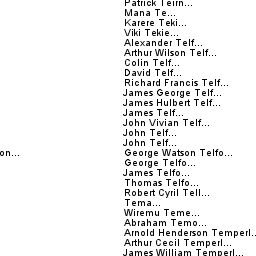 Patrick Teirn...
Mana Te...
Karere Teki...
Viki Tekie...
Alexander Telf...
Arthur Wilson Telf...
Colin Telf...
David Telf...
Richard Francis Telf...
James George Telf...
James Hulbert Telf...
James Telf...
John Vivian Telf...
John Telf...
John Telf...
on...
George Watson Telfo...
George Telfo...
James Telfo...
Thomas Telfo...
Robert Cyril Tell...
Tema...
Wiremu Teme...
Abraham Temo...
Arnold Henderson Temperl..
Arthur Cecil Temperl...
James William Temperl...